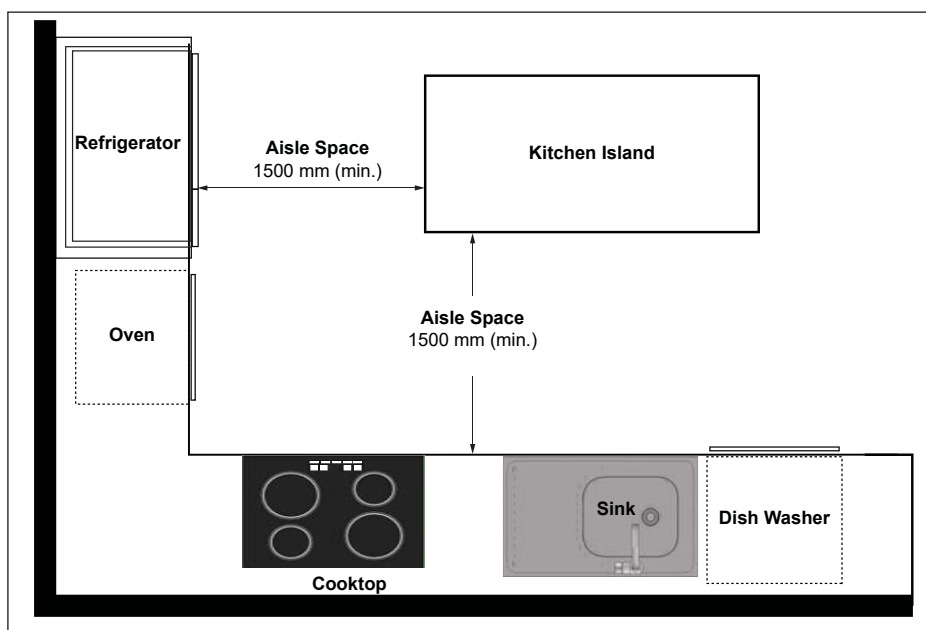 Refrigerator
Aisle Space
1500 mm (min.)
Kitchen Island
Oven
Aisle Space
1500 mm (min.)
Sink
Dish Washer
Cooktop